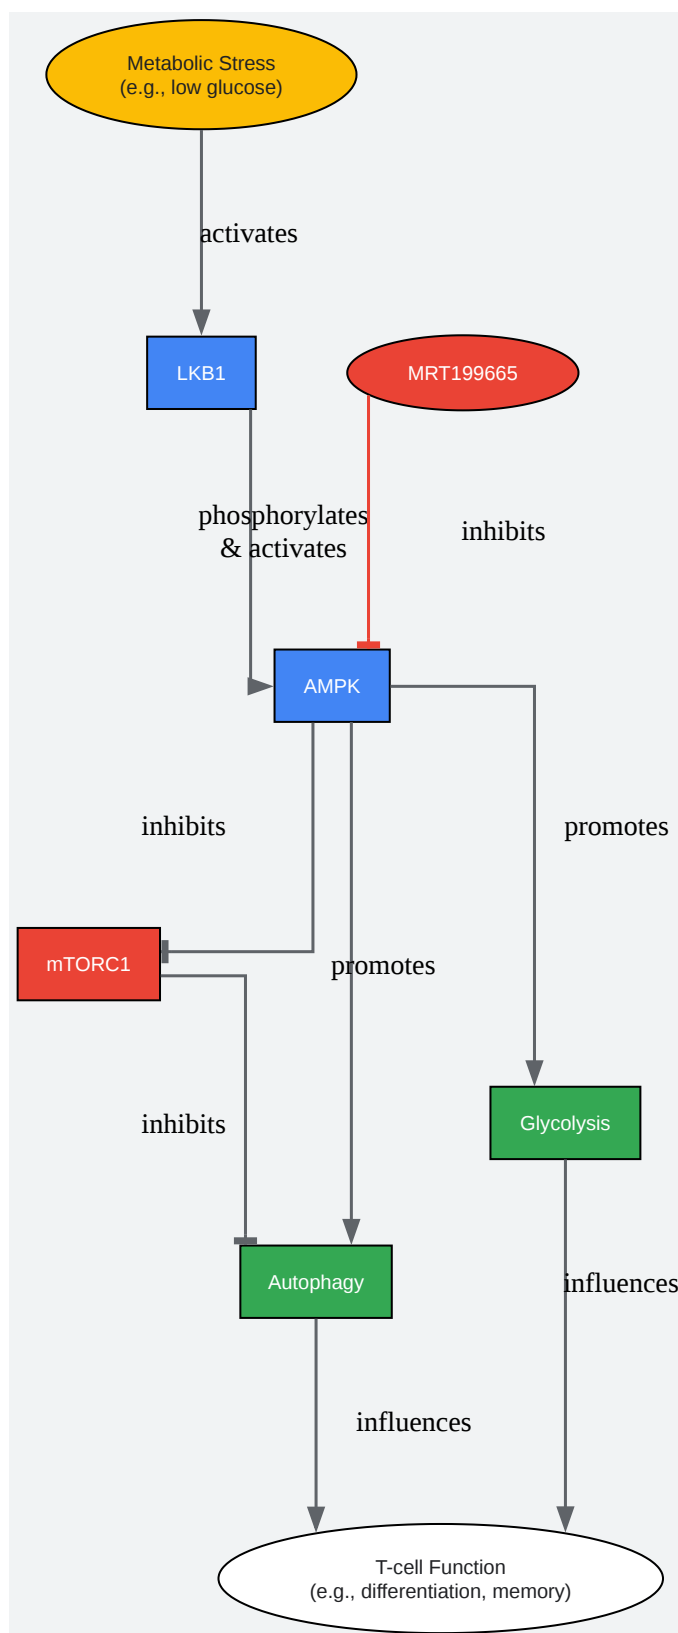 Metabolic Stress
(e.g., low glucose)
activates
LKB1
MRT199665
phosphorylates
& activates
inhibits
AMPK
inhibits
promotes
mTORC1
promotes
Glycolysis
inhibits
Autophagy
influences
influences
T-cell Function
(e.g., differentiation, memory)